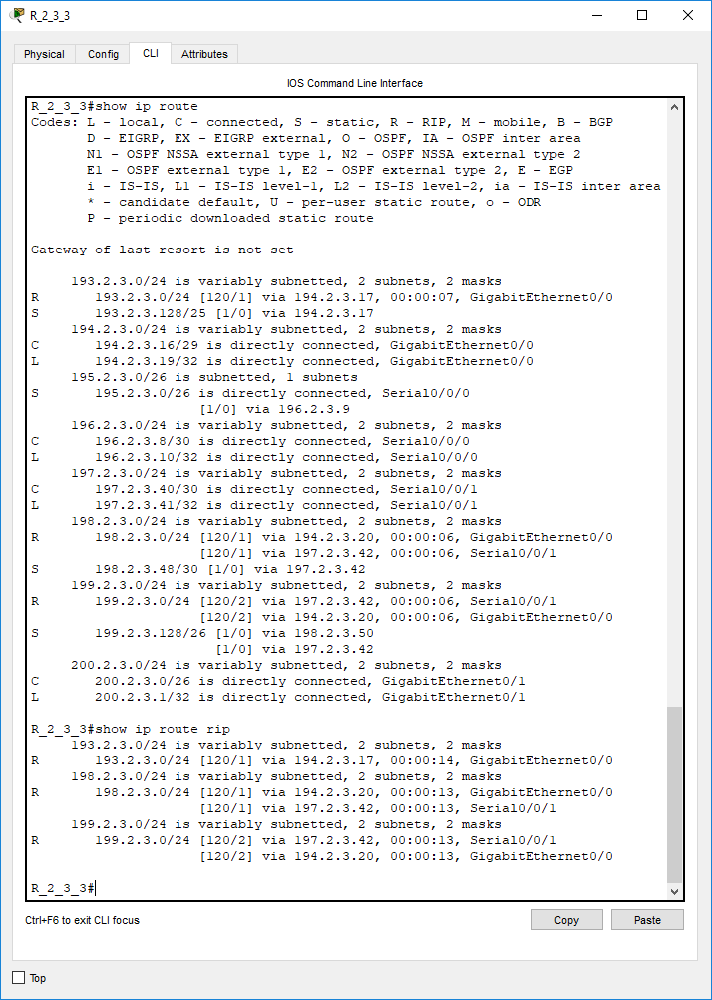 R_2_3_3
Physical Config CLI Attributes
IOS Command Line Interface
R_2_3_3#show ip route
Codes: L - local, C - connected, S - static, R - RIP, M - mobile, B - BGP
       D - EIGRP, EX - EIGRP external, O - OSPF, IA - OSPF inter area
       N1 - OSPF NSSA external type 1, N2 - OSPF NSSA external type 2
       E1 - OSPF external type 1, E2 - OSPF external type 2, E - EGP
       i - IS-IS, L1 - IS-IS level-1, L2 - IS-IS level-2, ia - IS-IS inter area
       * - candidate default, U - per-user static route, o - ODR
       P - periodic downloaded static route
Gateway of last resort is not set
     193.2.3.0/24 is variably subnetted, 2 subnets, 2 masks
R       193.2.3.0/24 [120/1] via 194.2.3.17, 00:00:07, GigabitEthernet0/0
S       193.2.3.128/25 [1/0] via 194.2.3.17
     194.2.3.0/24 is variably subnetted, 2 subnets, 2 masks
C       194.2.3.16/29 is directly connected, GigabitEthernet0/0
L       194.2.3.19/32 is directly connected, GigabitEthernet0/0
     195.2.3.0/26 is subnetted, 1 subnets
S       195.2.3.0/26 is directly connected, Serial0/0/0
                     [1/0] via 196.2.3.9
     196.2.3.0/24 is variably subnetted, 2 subnets, 2 masks
C       196.2.3.8/30 is directly connected, Serial0/0/0
L       196.2.3.10/32 is directly connected, Serial0/0/0
     197.2.3.0/24 is variably subnetted, 2 subnets, 2 masks
C       197.2.3.40/30 is directly connected, Serial0/0/1
L       197.2.3.41/32 is directly connected, Serial0/0/1
     198.2.3.0/24 is variably subnetted, 2 subnets, 2 masks
R       198.2.3.0/24 [120/1] via 194.2.3.20, 00:00:06, GigabitEthernet0/0
                     [120/1] via 197.2.3.42, 00:00:06, Serial0/0/1
S       198.2.3.48/30 [1/0] via 197.2.3.42
     199.2.3.0/24 is variably subnetted, 2 subnets, 2 masks
R       199.2.3.0/24 [120/2] via 197.2.3.42, 00:00:06, Serial0/0/1
                     [120/2] via 194.2.3.20, 00:00:06, GigabitEthernet0/0
S       199.2.3.128/26 [1/0] via 198.2.3.50
                       [1/0] via 197.2.3.42
     200.2.3.0/24 is variably subnetted, 2 subnets, 2 masks
C       200.2.3.0/26 is directly connected, GigabitEthernet0/1
L       200.2.3.1/32 is directly connected, GigabitEthernet0/1
R_2_3_3#show ip route rip
     193.2.3.0/24 is variably subnetted, 2 subnets, 2 masks
R       193.2.3.0/24 [120/1] via 194.2.3.17, 00:00:14, GigabitEthernet0/0
     198.2.3.0/24 is variably subnetted, 2 subnets, 2 masks
R       198.2.3.0/24 [120/1] via 194.2.3.20, 00:00:13, GigabitEthernet0/0
                     [120/1] via 197.2.3.42, 00:00:13, Serial0/0/1
     199.2.3.0/24 is variably subnetted, 2 subnets, 2 masks
R       199.2.3.0/24 [120/2] via 197.2.3.42, 00:00:13, Serial0/0/1
                     [120/2] via 194.2.3.20, 00:00:13, GigabitEthernet0/0
R_2_3_3#
Ctrl+F6 to exit CLI focus Copy Paste
Top